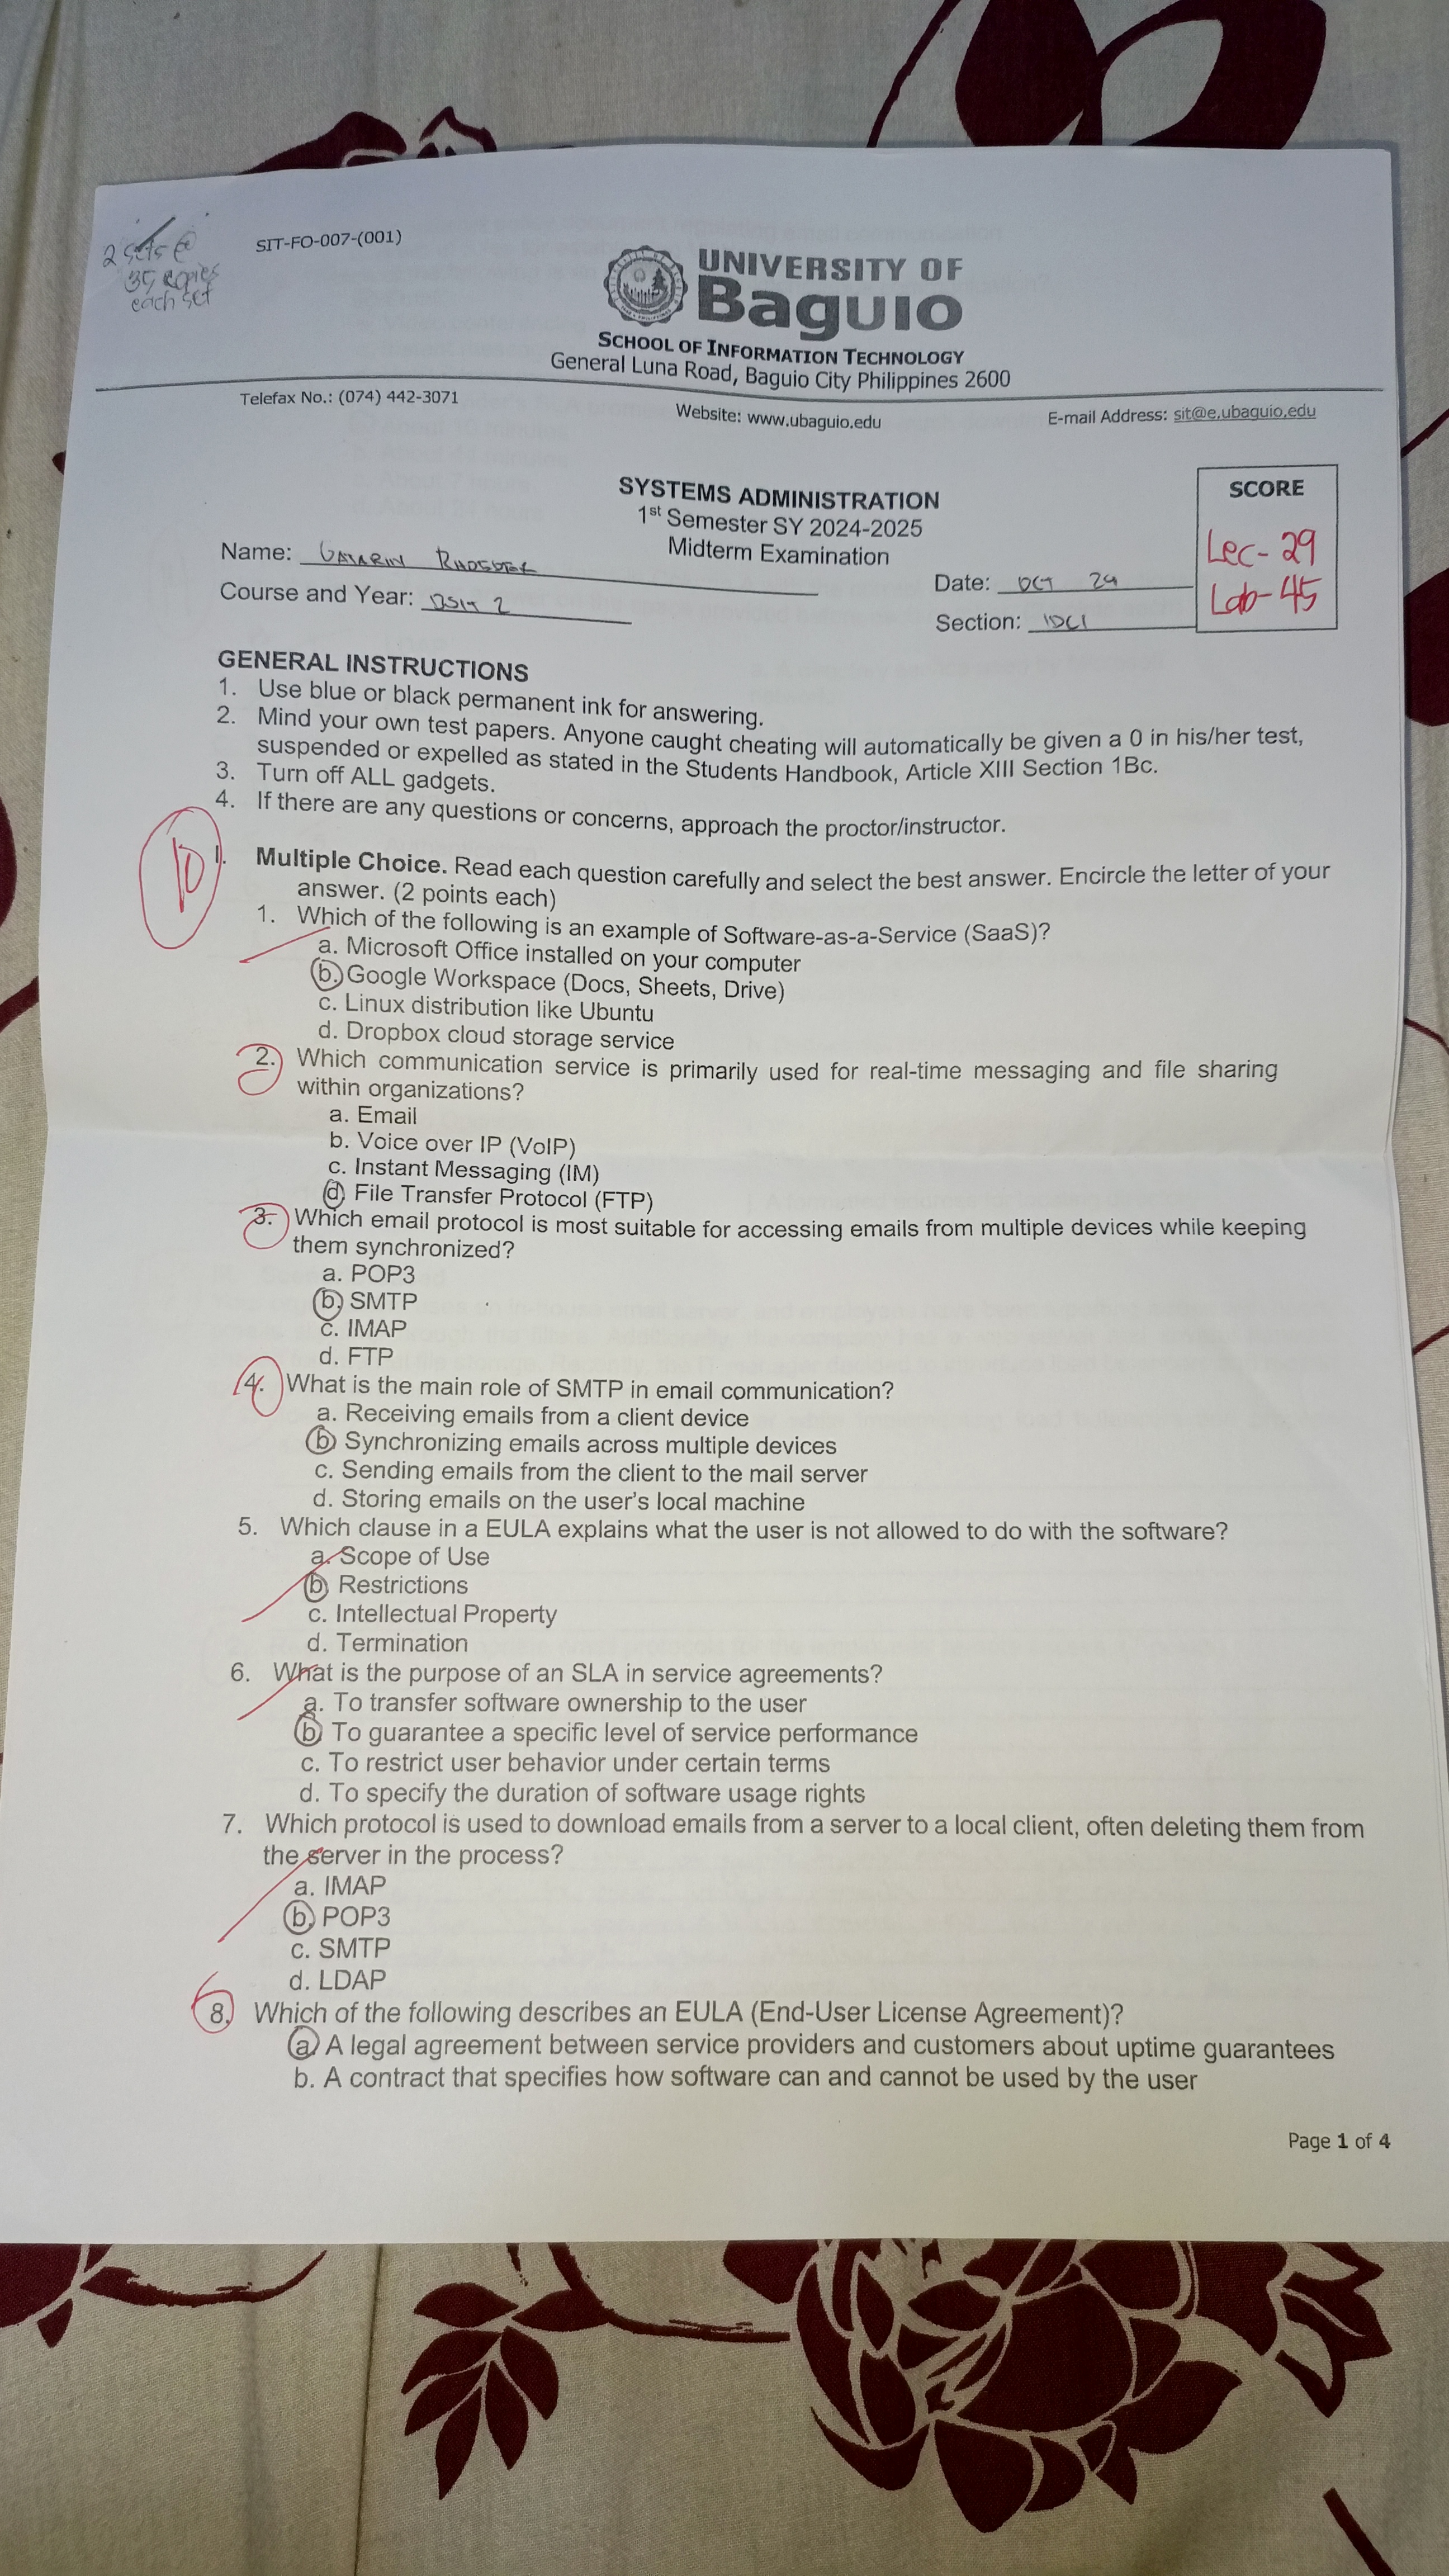 2 sets @
35 copies
each set
SIT-FO-007-(001)
UNIVERSITY OF
Baguio
SCHOOL OF INFORMATION TECHNOLOGY
General Luna Road, Baguio City Philippines 2600
Telefax No.: (074) 442-3071
Website: www.ubaguio.edu
E-mail Address: sit@e.ubaguio.edu
SYSTEMS ADMINISTRATION
1st Semester SY 2024-2025
Midterm Examination
SCORE
Lec- 29
Lab- 45
Name:
Course and Year:
Date: OCT 29
Section:
GENERAL INSTRUCTIONS
1. Use blue or black permanent ink for answering.
2. Mind your own test papers. Anyone caught cheating will automatically be given a 0 in his/her test,
suspended or expelled as stated in the Students Handbook, Article XIII Section 1Bc.
3. Turn off ALL gadgets.
4. If there are any questions or concerns, approach the proctor/instructor.
10
I. Multiple Choice. Read each question carefully and select the best answer. Encircle the letter of your
answer. (2 points each)
1. Which of the following is an example of Software-as-a-Service (SaaS)?
a. Microsoft Office installed on your computer
b. Google Workspace (Docs, Sheets, Drive)
c. Linux distribution like Ubuntu
d. Dropbox cloud storage service
2. Which communication service is primarily used for real-time messaging and file sharing
within organizations?
a. Email
b. Voice over IP (VoIP)
c. Instant Messaging (IM)
d. File Transfer Protocol (FTP)
3. Which email protocol is most suitable for accessing emails from multiple devices while keeping
them synchronized?
a. POP3
b. SMTP
c. IMAP
d. FTP
4. What is the main role of SMTP in email communication?
a. Receiving emails from a client device
b. Synchronizing emails across multiple devices
c. Sending emails from the client to the mail server
d. Storing emails on the user's local machine
5. Which clause in a EULA explains what the user is not allowed to do with the software?
a. Scope of Use
b. Restrictions
c. Intellectual Property
d. Termination
6. What is the purpose of an SLA in service agreements?
a. To transfer software ownership to the user
b. To guarantee a specific level of service performance
c. To restrict user behavior under certain terms
d. To specify the duration of software usage rights
7. Which protocol is used to download emails from a server to a local client, often deleting them from
the server in the process?
a. IMAP
b. POP3
c. SMTP
d. LDAP
8. Which of the following describes an EULA (End-User License Agreement)?
a. A legal agreement between service providers and customers about uptime guarantees
b. A contract that specifies how software can and cannot be used by the user
Page 1 of 4